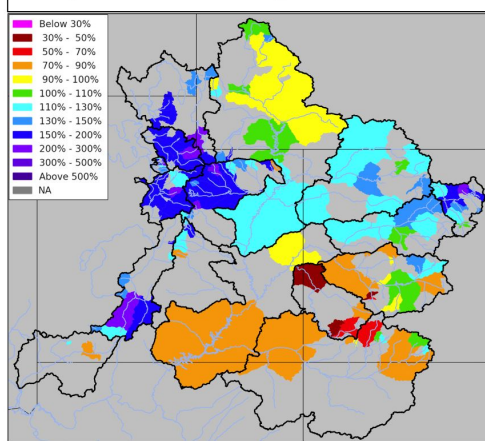 Below 30%
30% - 50%
50% - 70%
70% - 90%
90% - 100%
100% - 110%
110% - 130%
130% - 150%
150% - 200%
200% - 300%
300% - 500%
Above 500%
NA